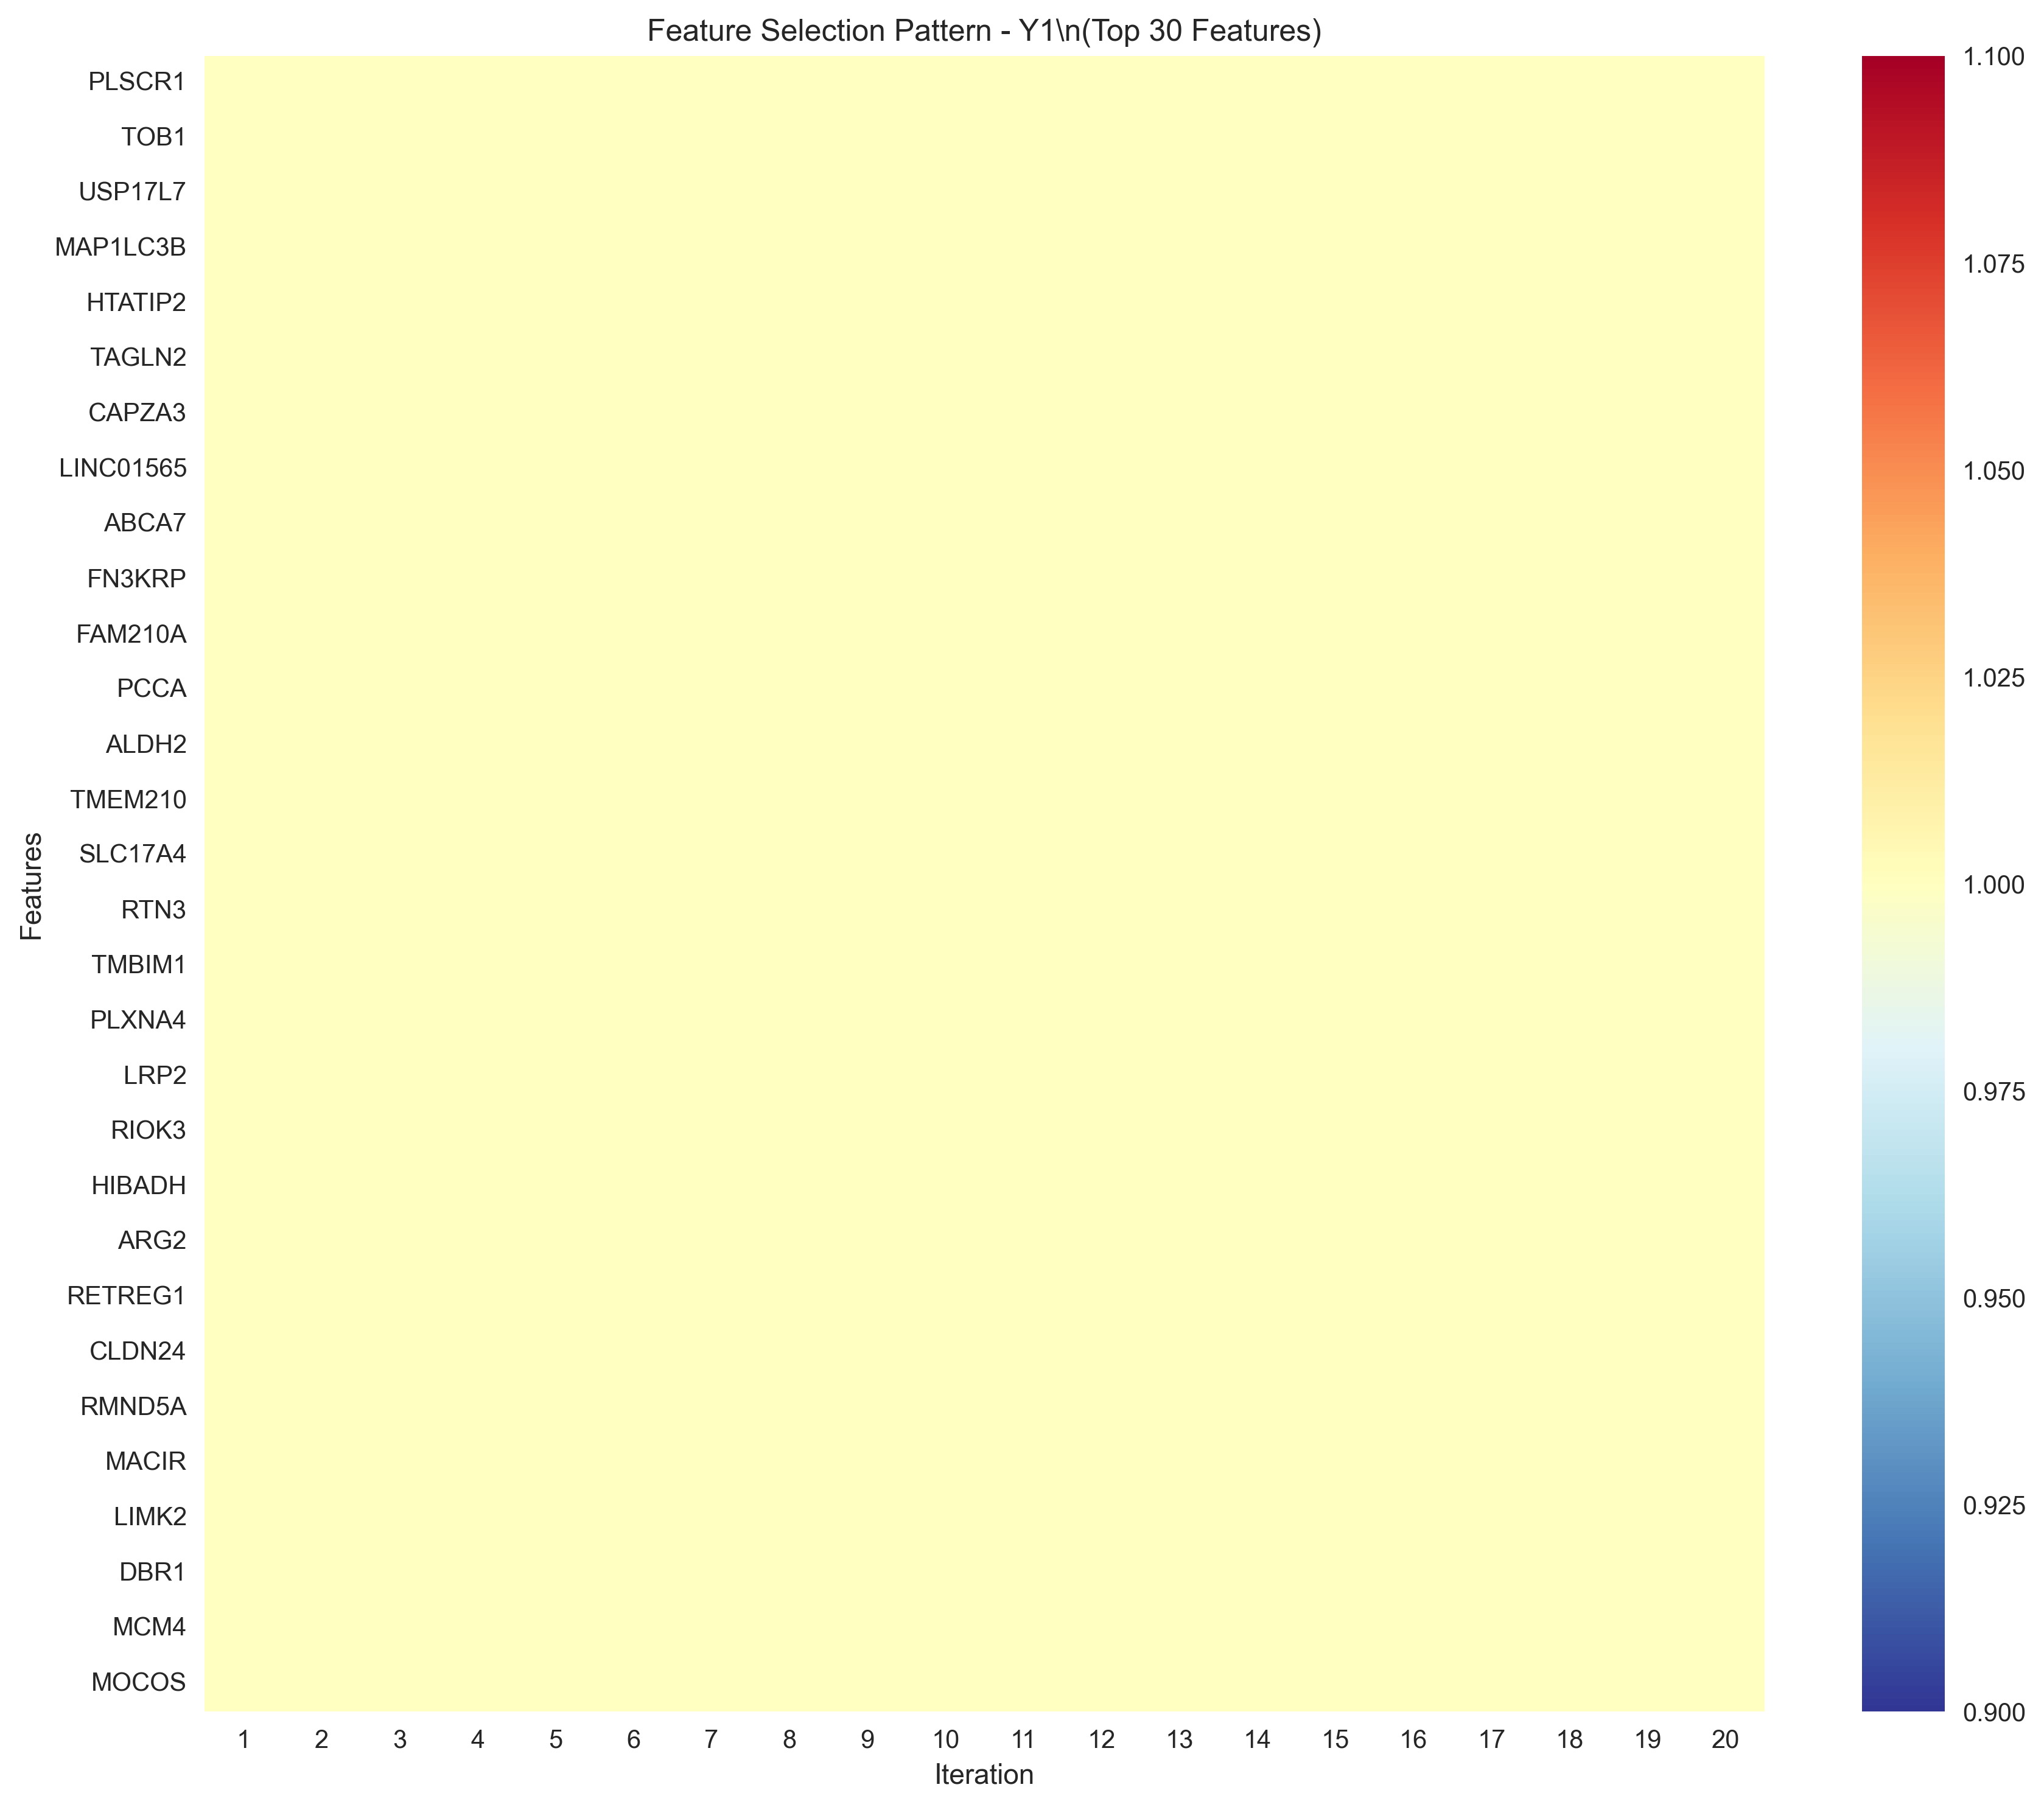 Feature Selection Pattern - Y1\n(Top 30 Features)
PLSCR1
TOB1
USP17L7
MAP1LC3B
HTATIP2
TAGLN2
CAPZA3
LINC01565
ABCA7
FN3KRP
FAM210A
PCCA
ALDH2
TMEM210
SLC17A4
RTN3
TMBIM1
PLXNA4
LRP2
RIOK3
HIBADH
ARG2
RETREG1
CLDN24
RMND5A
MACIR
LIMK2
DBR1
MCM4
MOCOS
Features
1 2 3 4 5 6 7 8 9 10 11 12 13 14 15 16 17 18 19 20
Iteration
1.100
1.075
1.050
1.025
1.000
0.975
0.950
0.925
0.900